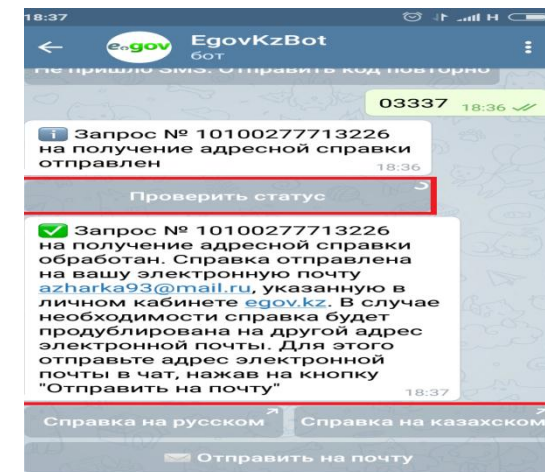 18:37
H
egov
EgovKzBot
бот
Не пришло SMS. Отправить код повторно
03337 18:36
Запрос № 10100277713226
на получение адресной справки
отправлен
18:36
Проверить статус
Запрос № 10100277713226
на получение адресной справки
обработан. Справка отправлена
на вашу электронную почту
azharka93@mail.ru, указанную в
личном кабинете egov.kz. В случае
необходимости справка будет
продублирована на другой адрес
электронной почты. Для этого
отправьте адрес электронной
почты в чат, нажав на кнопку
"Отправить на почту"
18:37
Справка на русском Справка на казахском
Отправить на почту